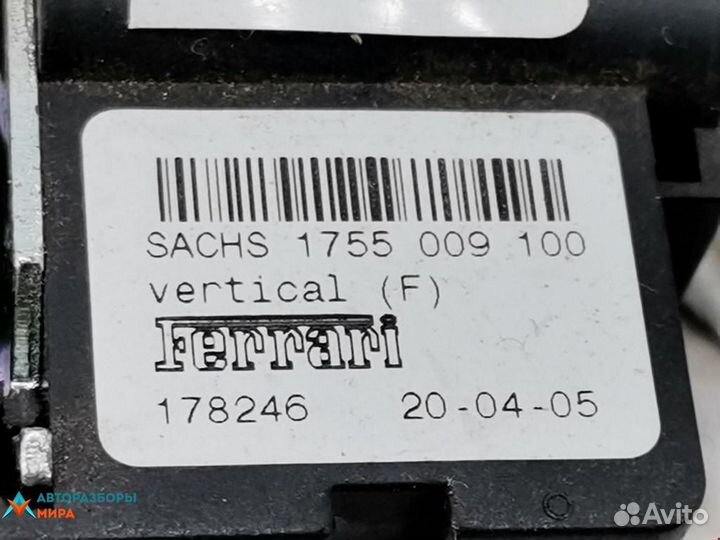 SACHS 1755 009 100
vertical (F)
Ferrari
178246 20-04-05
АВТОРАЗБОРЫ
МИРА
Avito